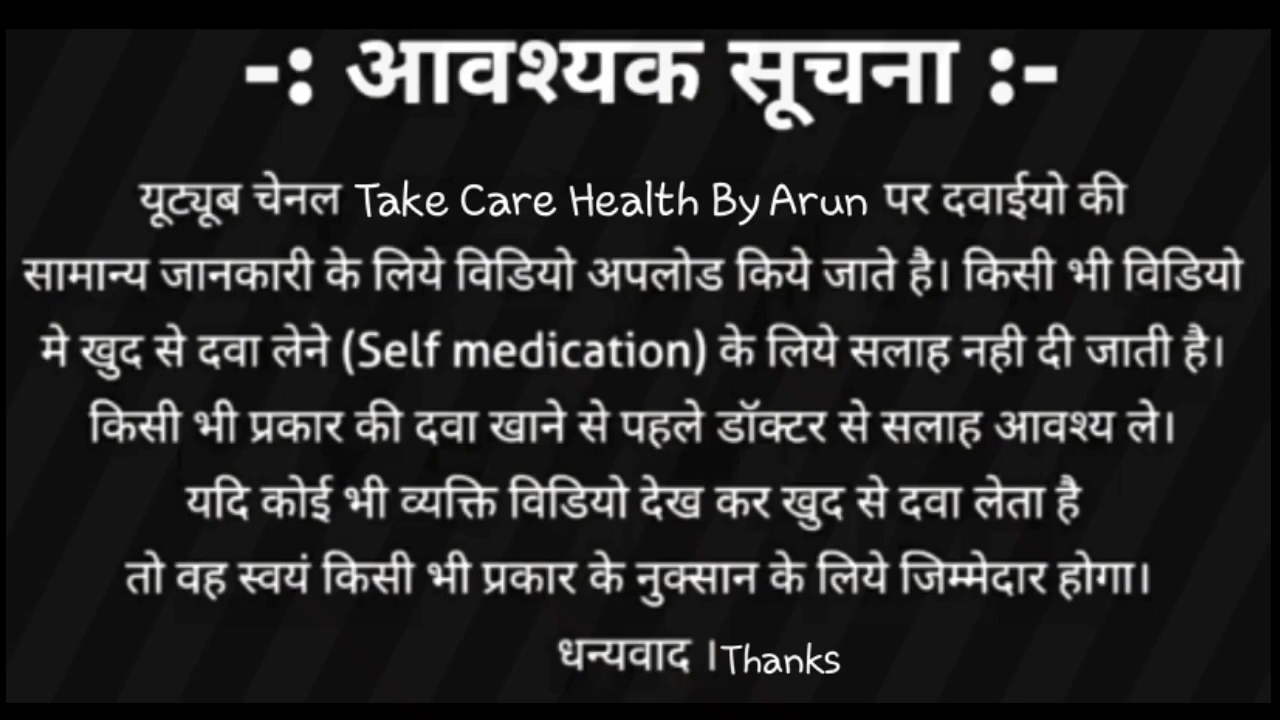 -: आवश्यक सूचना :-
यूट्यूब चेनल Take Care Health By Arun पर दवाईयो की
सामान्य जानकारी के लिये विडियो अपलोड किये जाते है। किसी भी विडियो
मे खुद से दवा लेने (Self medication) के लिये सलाह नही दी जाती है।
किसी भी प्रकार की दवा खाने से पहले डॉक्टर से सलाह आवश्य ले।
यदि कोई भी व्यक्ति विडियो देख कर खुद से दवा लेता है
तो वह स्वयं किसी भी प्रकार के नुक्सान के लिये जिम्मेदार होगा।
धन्यवाद ।Thanks